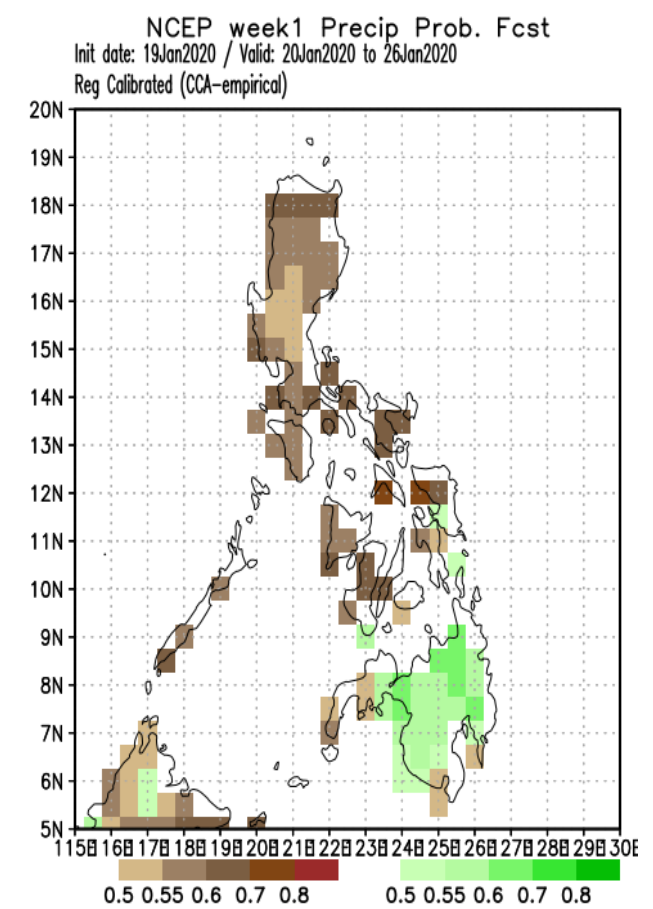 NCEP week1 Precip Prob. Fcst
Init date: 19Jan2020 / Valid: 20Jan2020 to 26Jan2020
Reg Calibrated (CCA-empirical)
20N
19N
18N
17N
16N
15N
14N
13N
12N
11N
10N
9N
8N
7N
6N
5N
115E 116E 117E 118E 119E 120E 121E 122E 123E 124E 125E 126E 127E 128E 129E 130E
0.5 0.55 0.6 0.7 0.8 0.5 0.55 0.6 0.7 0.8